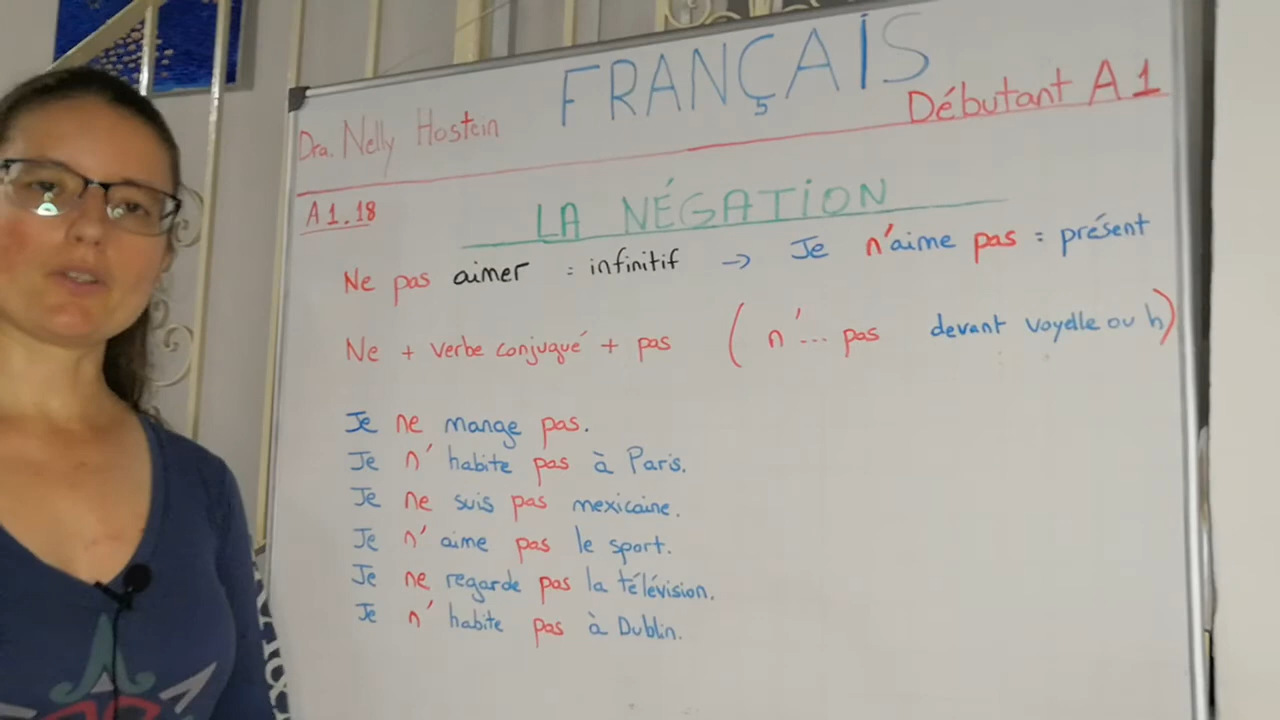 FRANÇAIS
Dra. Nelly Hostein
Débutant A1
A1.18
LA NÉGATION
Ne pas aimer = infinitif → Je n'aime pas = présent
Ne + verbe conjugué + pas ( n'... pas devant voyelle ou h)
Je ne mange pas.
Je n' habite pas à Paris.
Je ne suis pas mexicaine.
Je n' aime pas le sport.
Je ne regarde pas la télévision.
Je n' habite pas à Dublin.